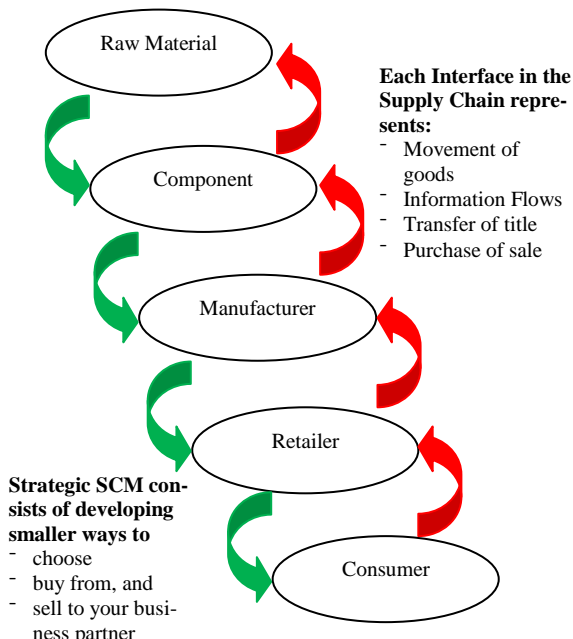 Raw Material
Each Interface in the
Supply Chain repre-
sents:
- Movement of
goods
- Information Flows
- Transfer of title
- Purchase of sale
Component
Manufacturer
Retailer
Strategic SCM con-
sists of developing
smaller ways to
- choose
- buy from, and
- sell to your busi-
ness partner
Consumer